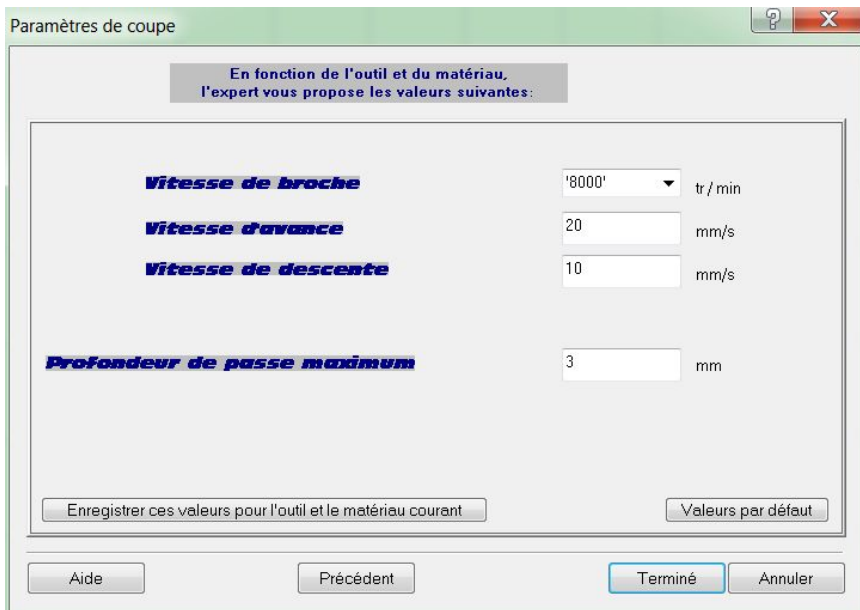 Paramètres de coupe
En fonction de l'outil et du matériau,
l'expert vous propose les valeurs suivantes:
Vitesse de broche '8000' tr / min
Vitesse d'avance 20 mm/s
Vitesse de descente 10 mm/s
Profondeur de passe maximum 3 mm
Enregistrer ces valeurs pour l'outil et le matériau courant Valeurs par défaut
Aide Précédent Terminé Annuler